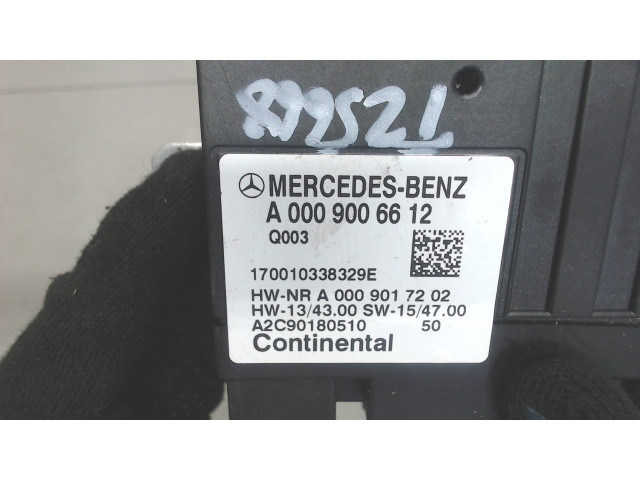 MERCEDES-BENZ
A 000 900 66 12
Q003
170010338329E
HW-NR A 000 901 72 02
HW-13/43.00 SW-15/47.00
A2C90180510 50
Continental